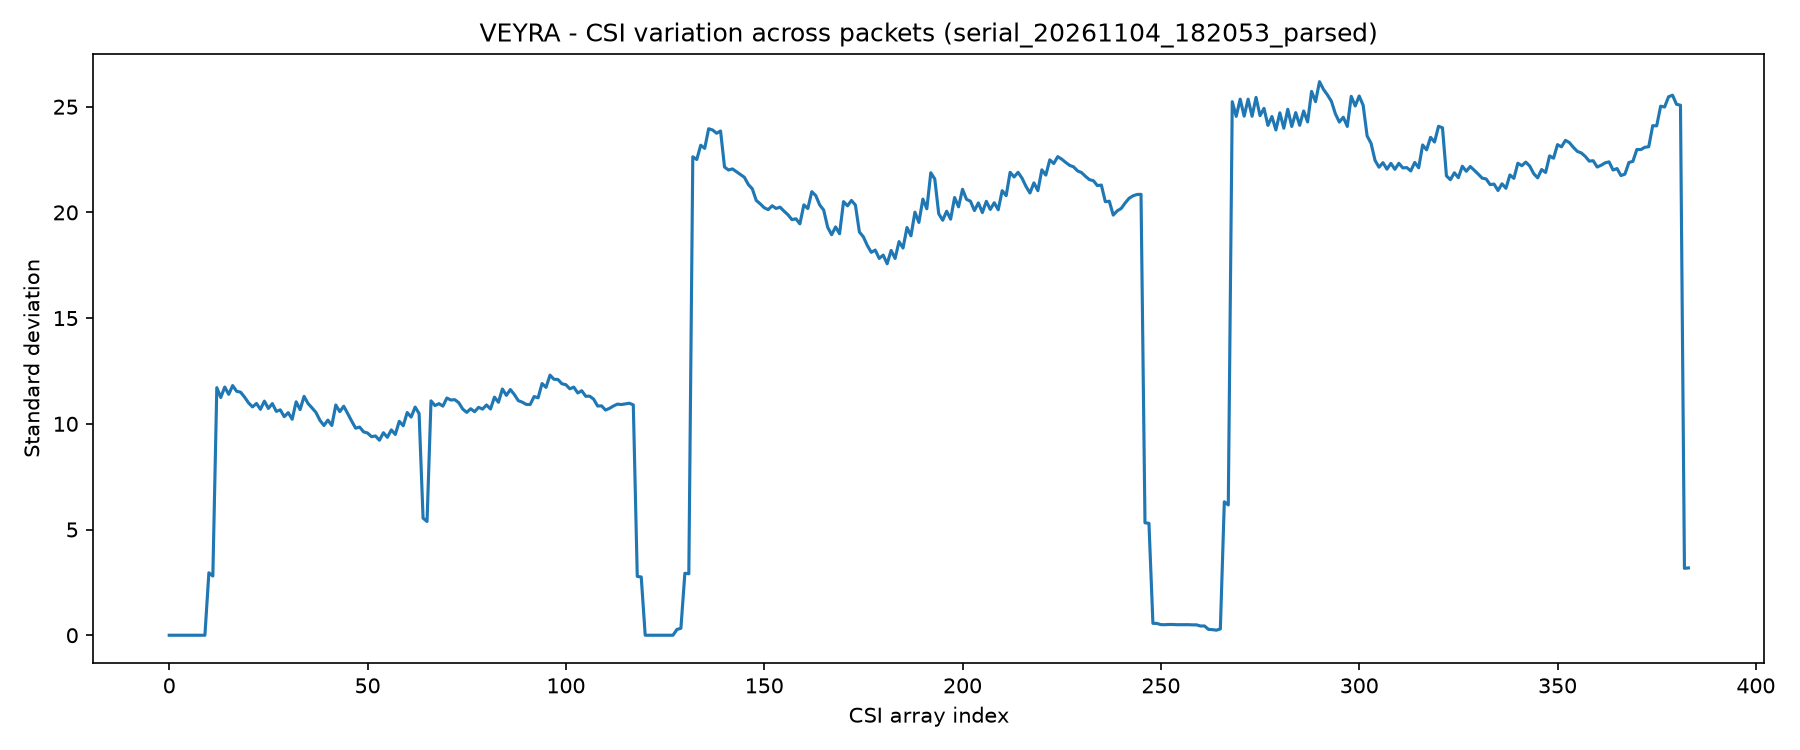 VEYRA - CSI variation across packets (serial_20261104_182053_parsed)
Standard deviation
25
20
15
10
5
0
0 50 100 150 200 250 300 350 400
CSI array index